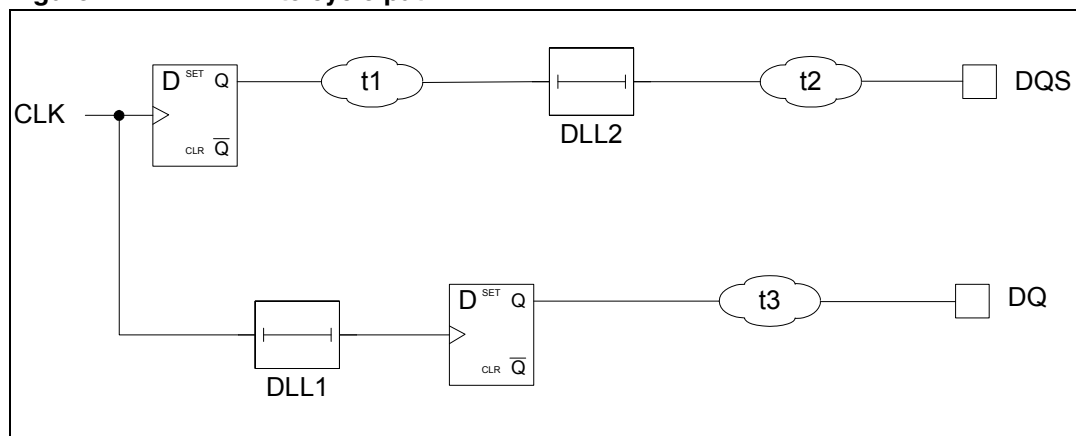 D SET Q
CLR Q
CLK
t1
DLL2
t2
DQS
DLL1
D SET Q
CLR Q
t3
DQ